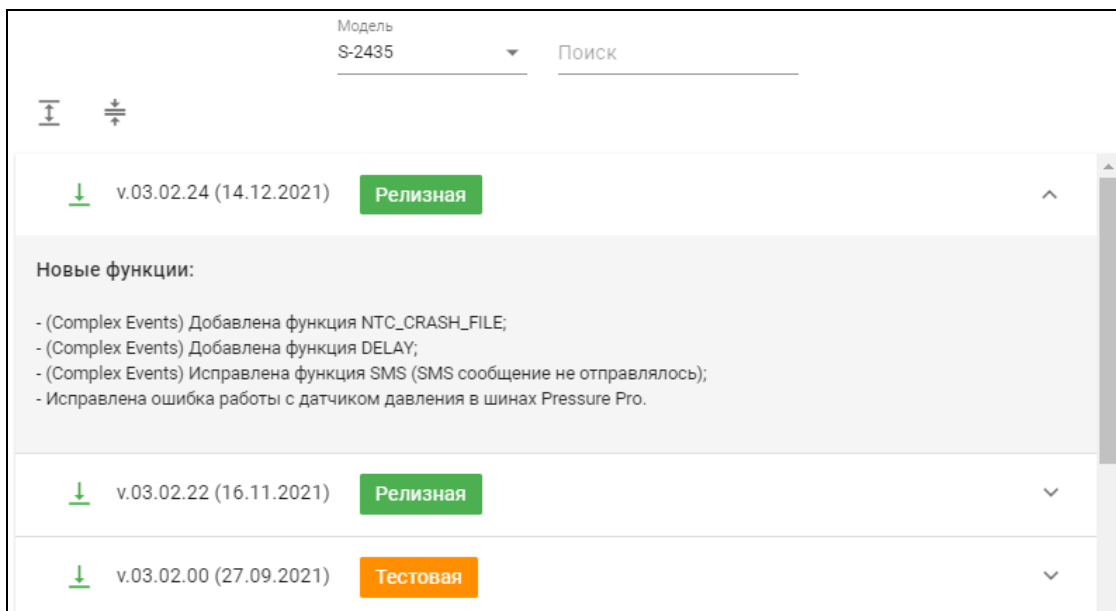 Модель
S-2435
Поиск
v.03.02.24 (14.12.2021)
Релизная
Новые функции:
- (Complex Events) Добавлена функция NTC_CRASH_FILE;
- (Complex Events) Добавлена функция DELAY;
- (Complex Events) Исправлена функция SMS (SMS сообщение не отправлялось);
- Исправлена ошибка работы с датчиком давления в шинах Pressure Pro.
v.03.02.22 (16.11.2021)
Релизная
v.03.02.00 (27.09.2021)
Тестовая